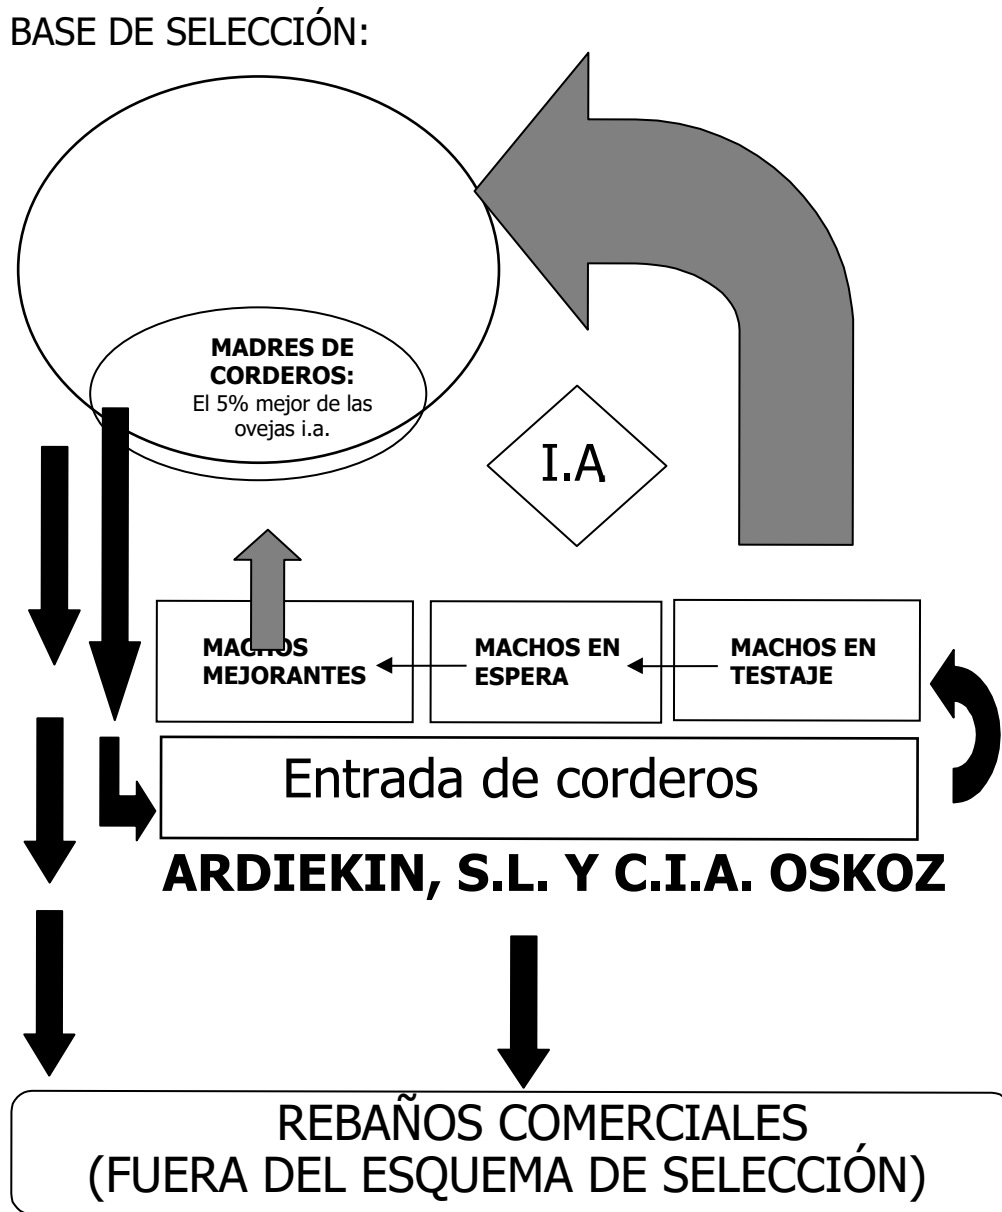 BASE DE SELECCIÓN:
MADRES DE
CORDEROS:
El 5% mejor de las
ovejas i.a.
I.A.
MACHOS
MEJORANTES
MACHOS EN
ESPERA
MACHOS EN
TESTAJE
Entrada de corderos
ARDIEKIN, S.L. Y C.I.A. OSKOZ
REBAÑOS COMERCIALES
(FUERA DEL ESQUEMA DE SELECCIÓN)